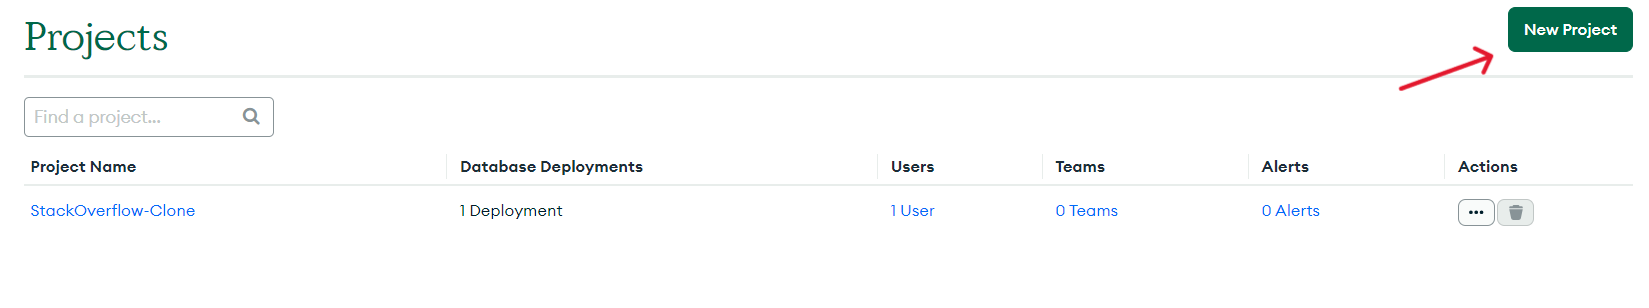 Projects
New Project
Find a project...
Project Name Database Deployments Users Teams Alerts Actions
StackOverflow-Clone 1 Deployment 1 User 0 Teams 0 Alerts